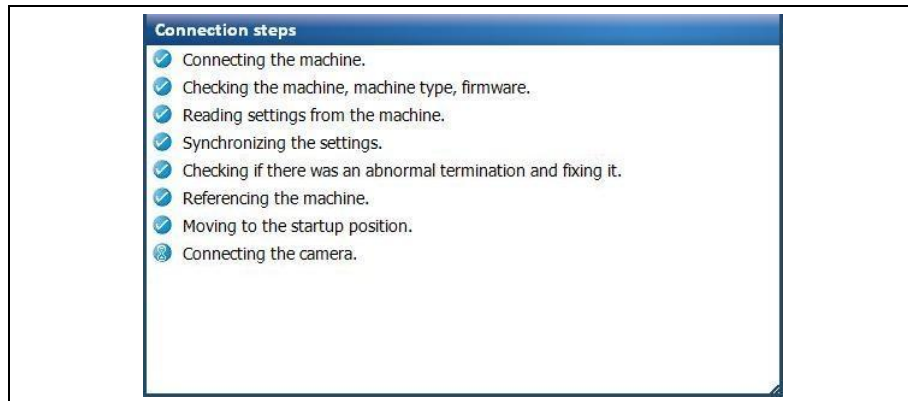 Connection steps
Connecting the machine.
Checking the machine, machine type, firmware.
Reading settings from the machine.
Synchronizing the settings.
Checking if there was an abnormal termination and fixing it.
Referencing the machine.
Moving to the startup position.
Connecting the camera.